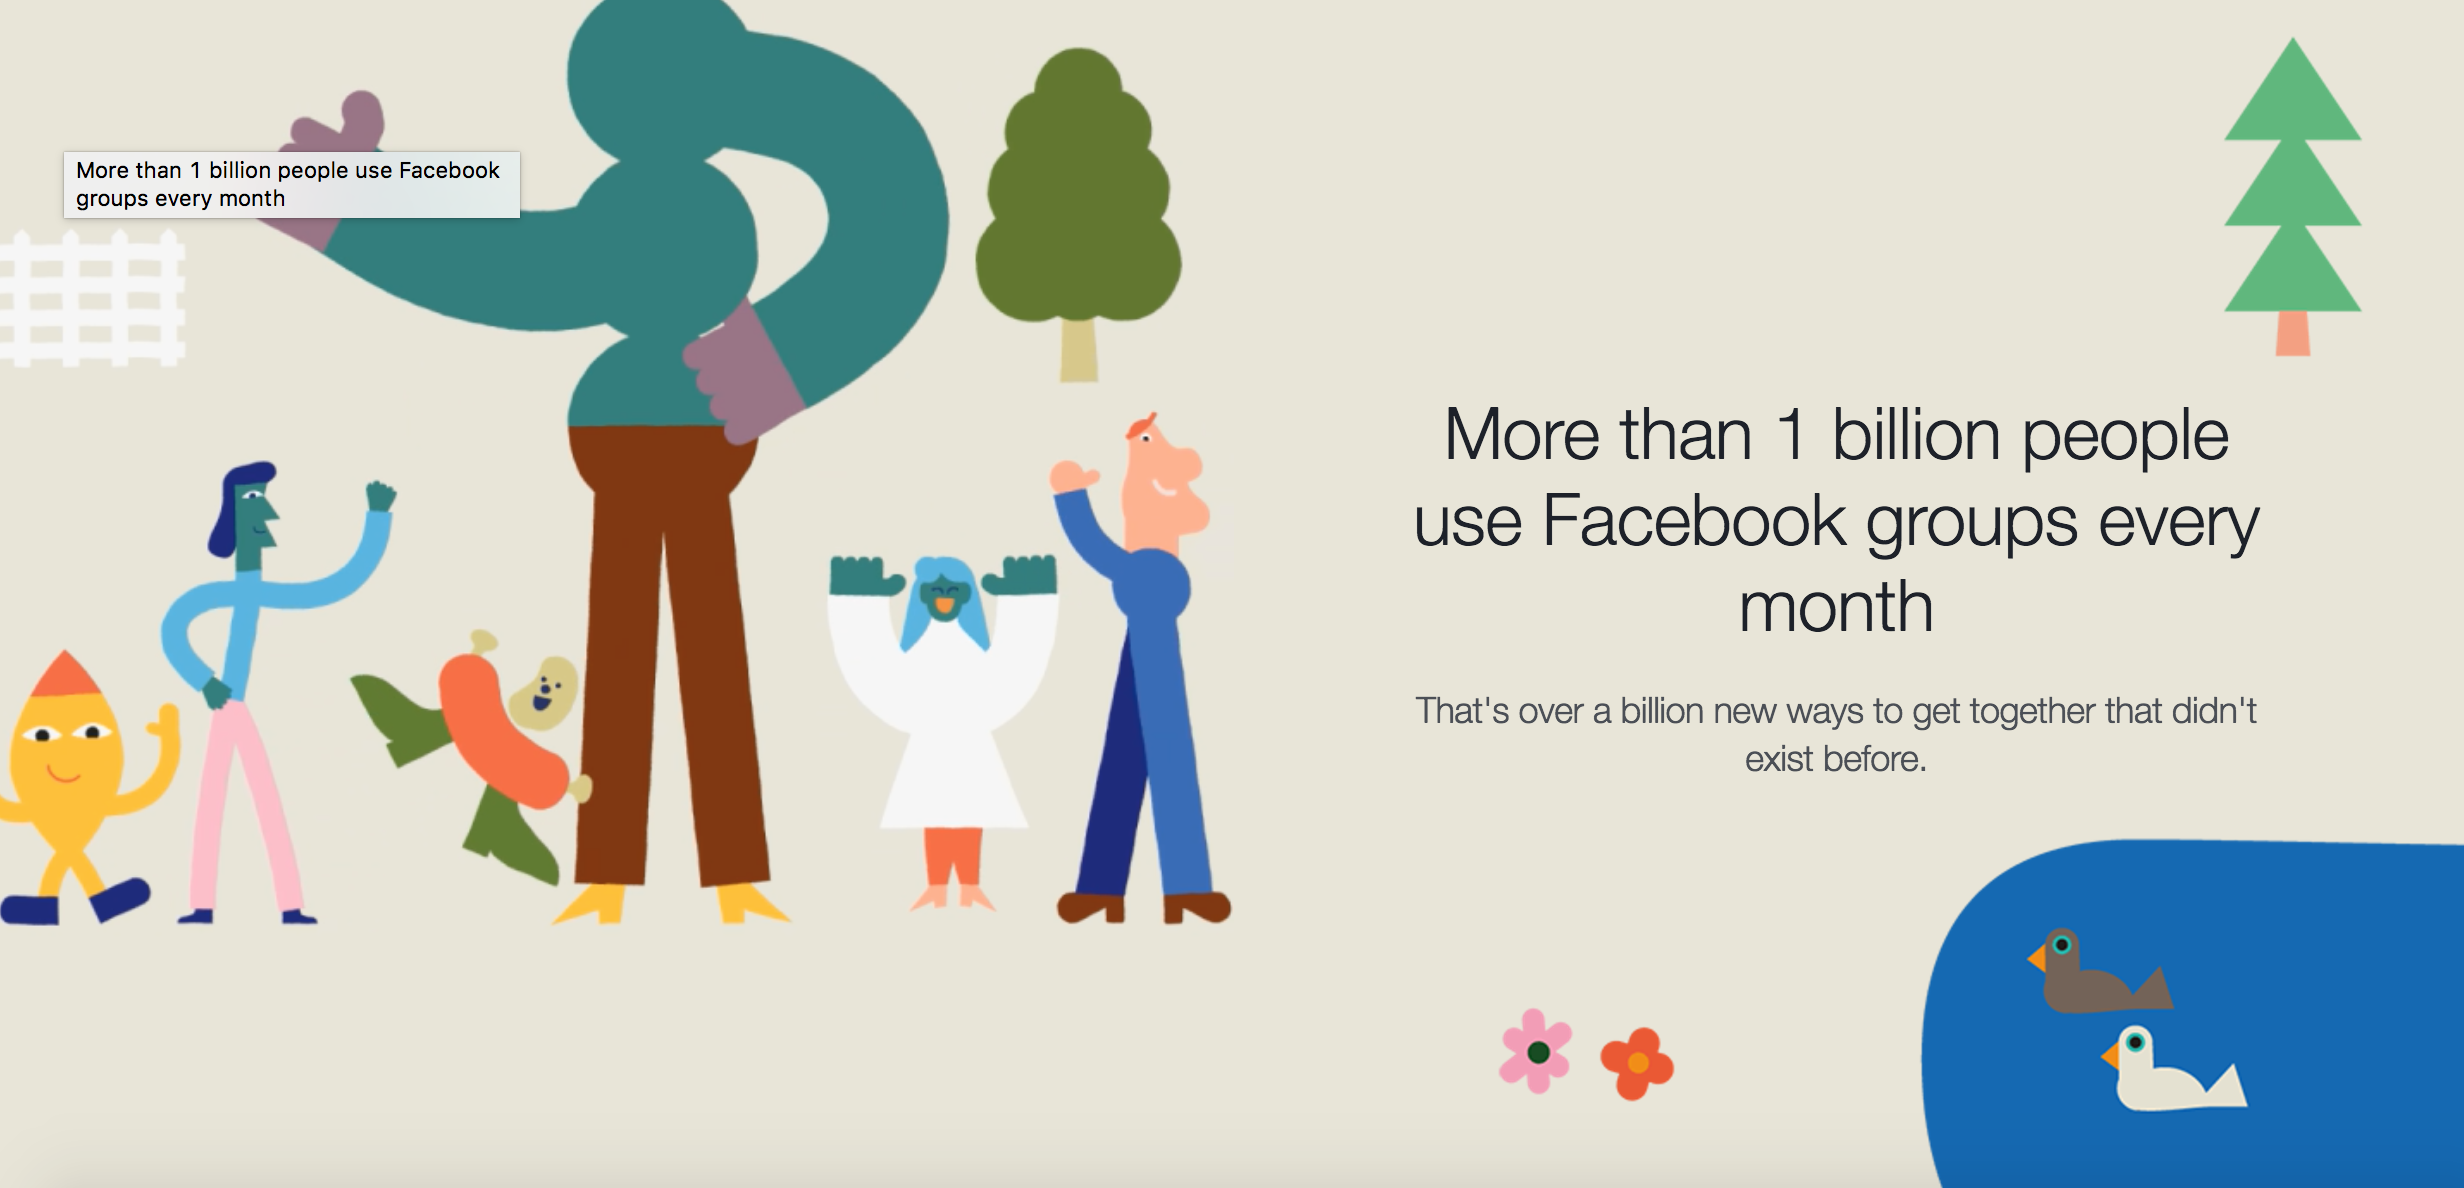 More than 1 billion people use Facebook
groups every month
More than 1 billion people
use Facebook groups every
month
That's over a billion new ways to get together that didn't
exist before.